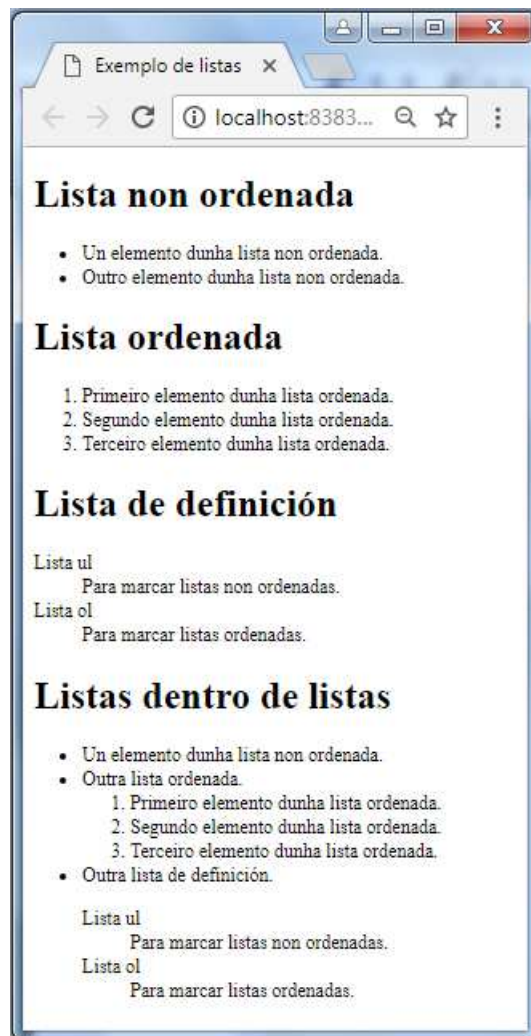 Exemplo de listas
localhost:8383...
Lista non ordenada
• Un elemento dunha lista non ordenada.
• Outro elemento dunha lista non ordenada.
Lista ordenada
1. Primeiro elemento dunha lista ordenada.
2. Segundo elemento dunha lista ordenada.
3. Terceiro elemento dunha lista ordenada.
Lista de definición
Lista ul
Para marcar listas non ordenadas.
Lista ol
Para marcar listas ordenadas.
Listas dentro de listas
• Un elemento dunha lista non ordenada.
• Outra lista ordenada.
1. Primeiro elemento dunha lista ordenada.
2. Segundo elemento dunha lista ordenada.
3. Terceiro elemento dunha lista ordenada.
• Outra lista de definición.
Lista ul
Para marcar listas non ordenadas.
Lista ol
Para marcar listas ordenadas.